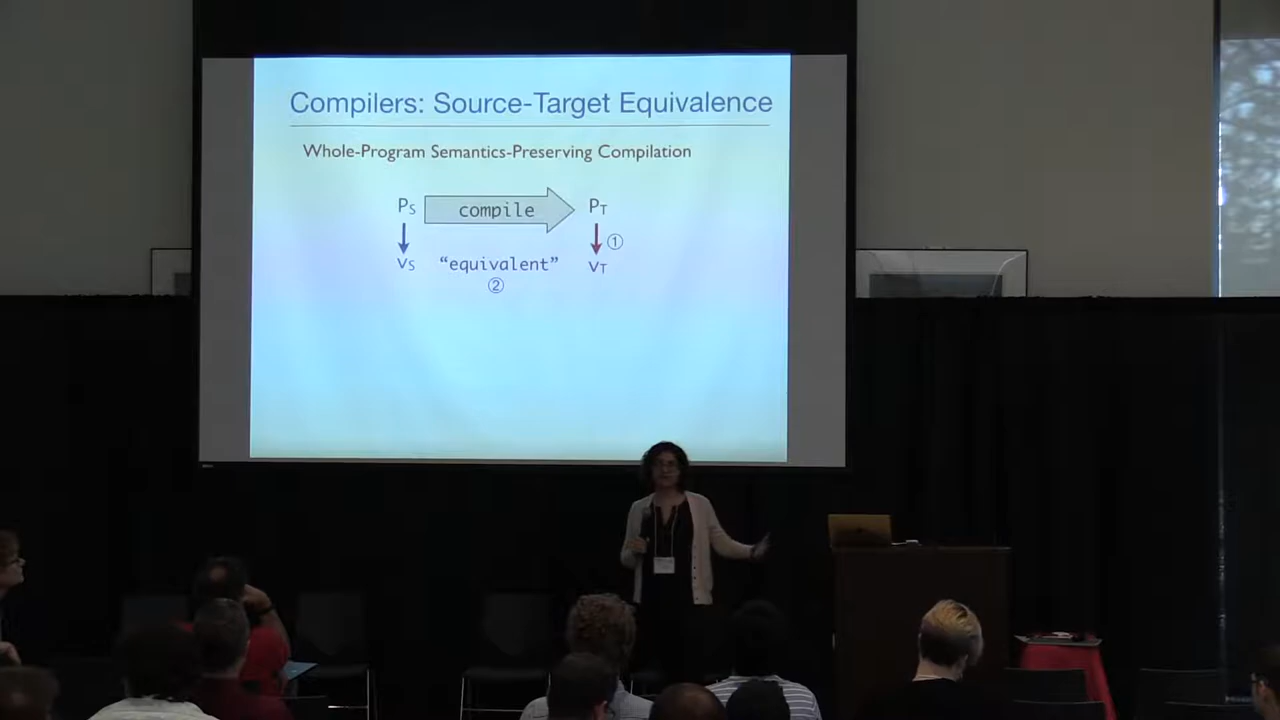 Compilers: Source-Target Equivalence
Whole-Program Semantics-Preserving Compilation
PS compile PT
①
vS “equivalent” vT
②